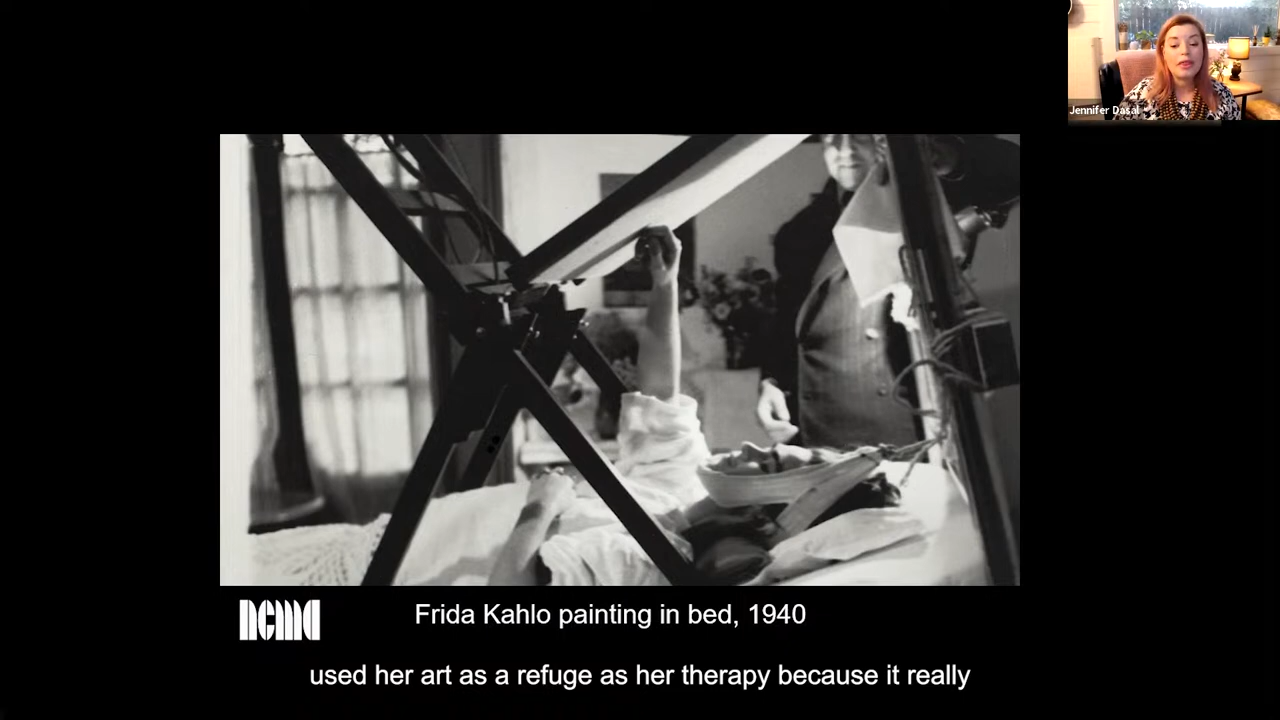 Jennifer Dasal
NCMA
Frida Kahlo painting in bed, 1940
used her art as a refuge as her therapy because it really